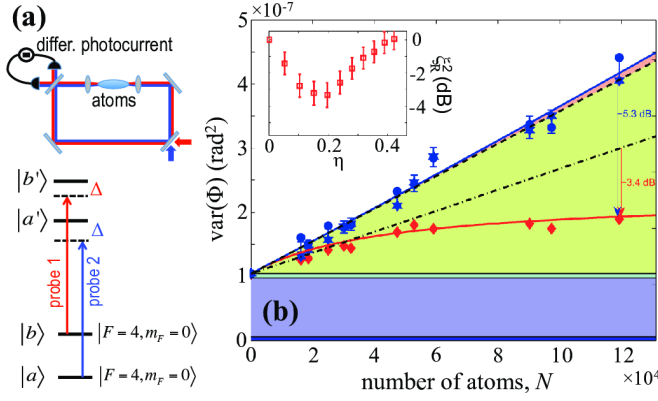 (a)
differ. photocurrent
atoms
|b'⟩
Δ
|a'⟩
Δ
probe 1
probe 2
|b⟩
|F = 4, m_F = 0⟩
|a⟩
|F = 4, m_F = 0⟩
×10⁻⁷
5
4
3
2
1
0
var(Φ) (rad²)
0
-2
-4
(dB)
0
0.2
0.4
η
−5.3 dB
−3.4 dB
(b)
0
2
4
6
8
10
12
×10⁴
number of atoms, N